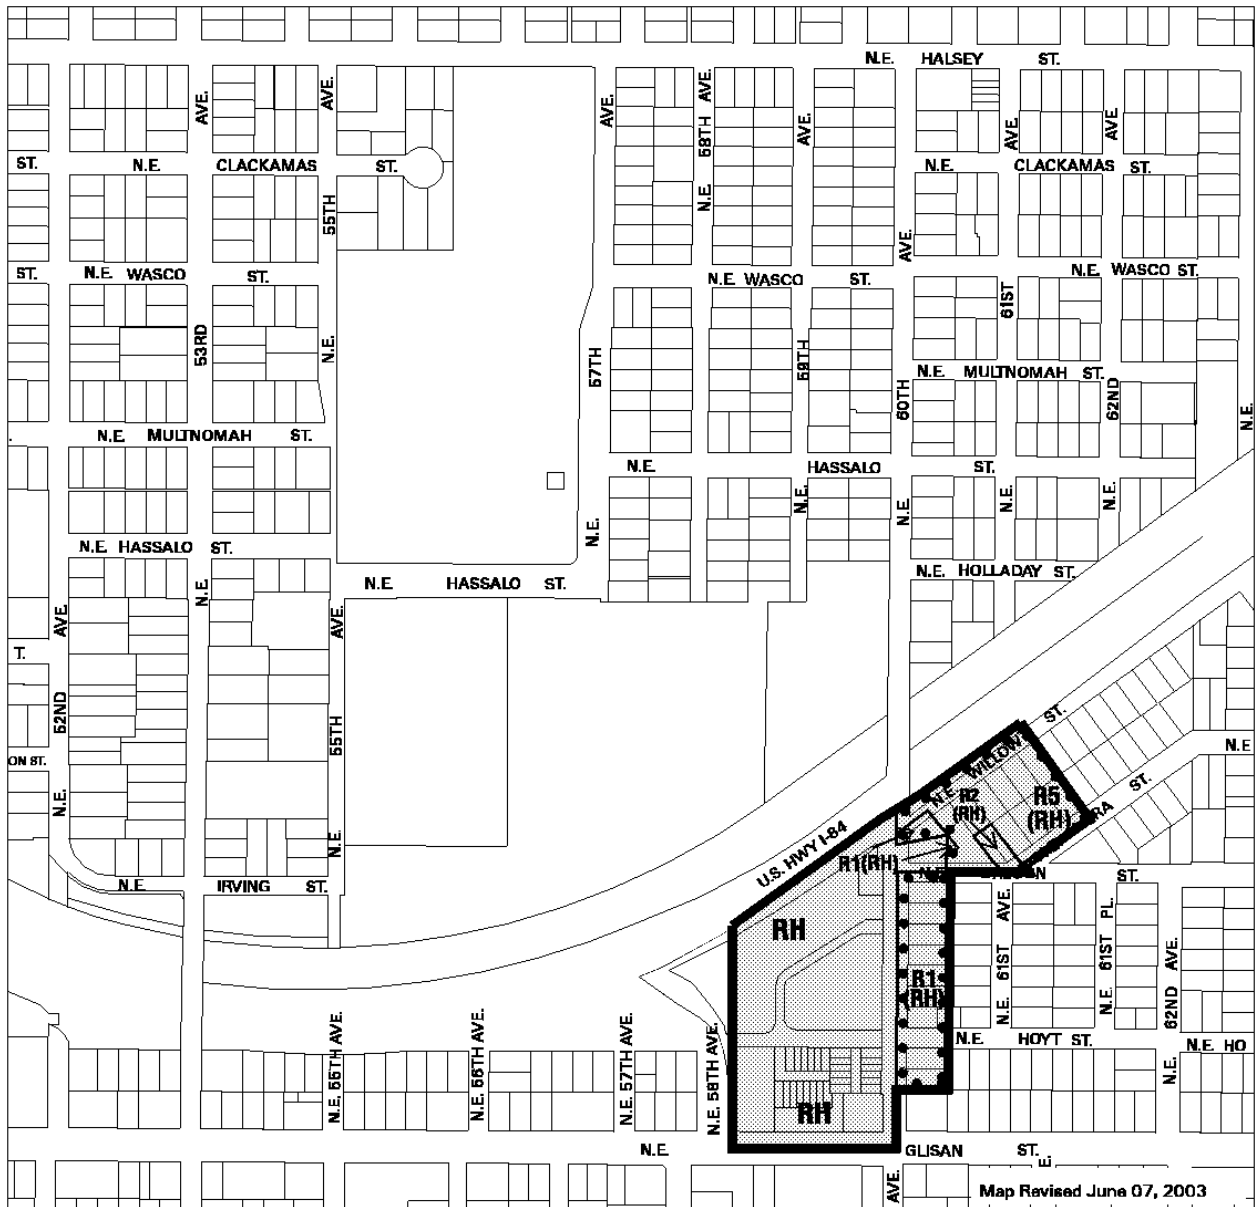 N.E. HALSEY ST.
AVE.
AVE.
AVE.
58TH AVE.
N.E.
AVE.
AVE.
AVE.
ST. N.E. CLACKAMAS ST.
N.E. CLACKAMAS ST.
55TH
AVE.
ST. N.E. WASCO ST.
N.E. WASCO ST.
N.E. WASCO ST.
61ST
53RD
N.E.
57TH
59TH
60TH
62ND
N.E.
N.E. MULTNOMAH ST.
N.E. MULTNOMAH ST.
N.E. HASSALO ST.
N.E.
N.E.
N.E.
N.E.
N.E.
N.E. HASSALO ST.
N.E. HASSALO ST.
N.E. HOLLADAY ST.
AVE.
N.E.
AVE.
T.
52ND
55TH
ON ST.
N.E.
N.E.
N.E. WILLOW ST.
N.E
RA ST.
R2
(RH)
R5
(RH)
U.S. HWY I-84
R1(RH)
N.E. IRVING ST.
ST.
RH
R1
(RH)
AVE.
61ST
N.E.
PL.
61ST
N.E.
AVE.
62ND
N.E.
N.E. HOYT ST.
N.E. HO
N.E. 55TH AVE.
N.E. 56TH AVE.
N.E. 57TH AVE.
N.E. 58TH AVE.
RH
N.E. GLISAN ST.
AVE.
E.
Map Revised June 07, 2003